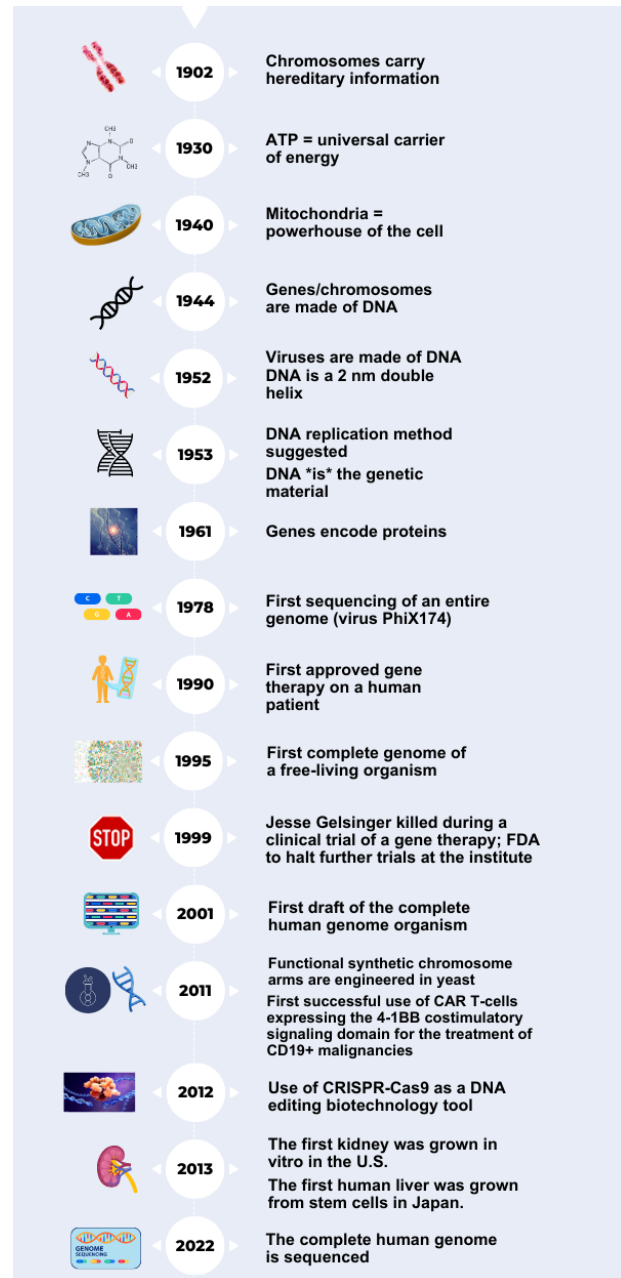 1902
Chromosomes carry
hereditary information
CH3
N
N
O
N
N
CH3
O
CH3
1930
ATP = universal carrier
of energy
1940
Mitochondria =
powerhouse of the cell
1944
Genes/chromosomes
are made of DNA
1952
Viruses are made of DNA
DNA is a 2 nm double
helix
1953
DNA replication method
suggested
DNA *is* the genetic
material
1961
Genes encode proteins
C T
G A
1978
First sequencing of an entire
genome (virus PhiX174)
1990
First approved gene
therapy on a human
patient
1995
First complete genome of
a free-living organism
STOP
1999
Jesse Gelsinger killed during a
clinical trial of a gene therapy; FDA
to halt further trials at the institute
2001
First draft of the complete
human genome organism
2011
Functional synthetic chromosome
arms are engineered in yeast
First successful use of CAR T-cells
expressing the 4-1BB costimulatory
signaling domain for the treatment of
CD19+ malignancies
2012
Use of CRISPR-Cas9 as a DNA
editing biotechnology tool
2013
The first kidney was grown in
vitro in the U.S.
The first human liver was grown
from stem cells in Japan.
GENOME
SEQUENCING
2022
The complete human genome
is sequenced